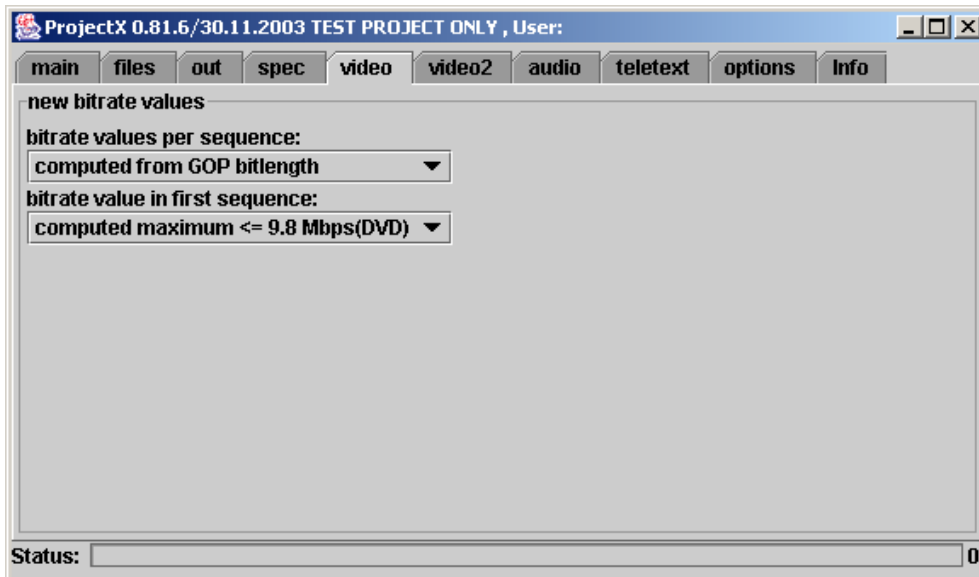 ProjectX 0.81.6/30.11.2003 TEST PROJECT ONLY , User:
main files out spec video video2 audio teletext options Info
new bitrate values
bitrate values per sequence:
computed from GOP bitlength
bitrate value in first sequence:
computed maximum <= 9.8 Mbps(DVD)
Status: 0